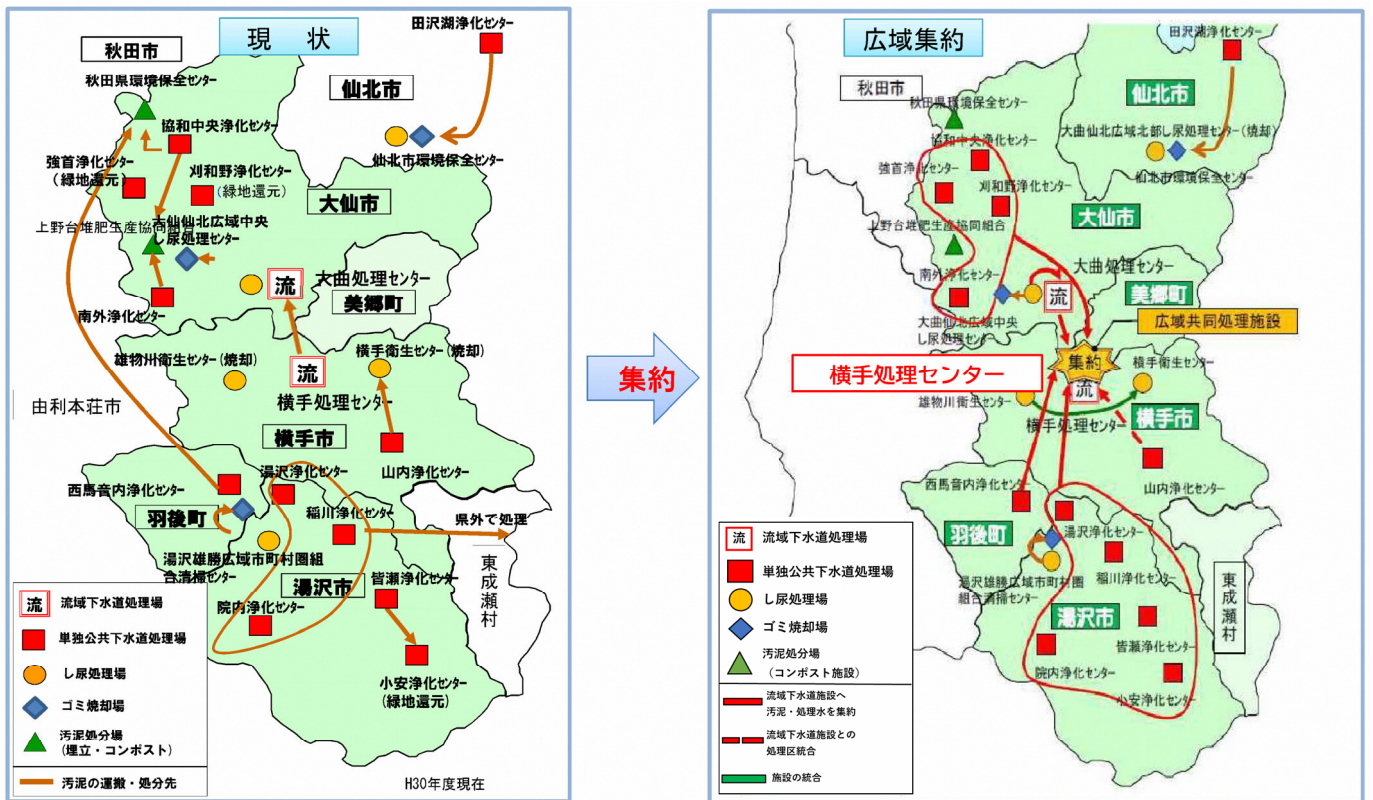 現　状
田沢湖浄化センター
秋田市
秋田県環境保全センター
仙北市
協和中央浄化センター
仙北市環境保全センター
強首浄化センター
（緑地還元）
刈和野浄化センター
（緑地還元）
大仙市
上野台堆肥生産協同組合
大仙仙北広域中央
し尿処理センター
大曲処理センター
流
美郷町
南外浄化センター
雄物川衛生センター（焼却）
横手衛生センター（焼却）
流
横手処理センター
由利本荘市
横手市
山内浄化センター
湯沢浄化センター
西馬音内浄化センター
稲川浄化センター
県外で処理
羽後町
湯沢雄勝広域市町村圏組
合清掃センター
湯沢市
皆瀬浄化センター
東成瀬村
院内浄化センター
小安浄化センター
（緑地還元）
流 流域下水道処理場
単独公共下水道処理場
し尿処理場
ゴミ焼却場
汚泥処分場
（埋立・コンポスト）
汚泥の運搬・処分先
H30年度現在
集約
広域集約
田沢湖浄化センター
秋田市
秋田県環境保全センター
仙北市
協和中央浄化センター
大曲仙北広域北部し尿処理センター（焼却）
強首浄化センター
仙北市環境保全センター
刈和野浄化センター
大仙市
上野台堆肥生産協同組合
大曲処理センター
南外浄化センター
流
美郷町
大曲仙北広域中央
し尿処理センター
広域共同処理施設
集約
横手処理センター
横手衛生センター
流
雄物川衛生センター
横手処理センター
横手市
山内浄化センター
西馬音内浄化センター
羽後町
湯沢浄化センター
稲川浄化センター
湯沢雄勝広域市町村圏
組合清掃センター
湯沢市
東成瀬村
皆瀬浄化センター
院内浄化センター
小安浄化センター
流 流域下水道処理場
単独公共下水道処理場
し尿処理場
ゴミ焼却場
汚泥処分場
（コンポスト施設）
流域下水道施設へ
汚泥・処理水を集約
流域下水道施設との
処理区統合
施設の統合